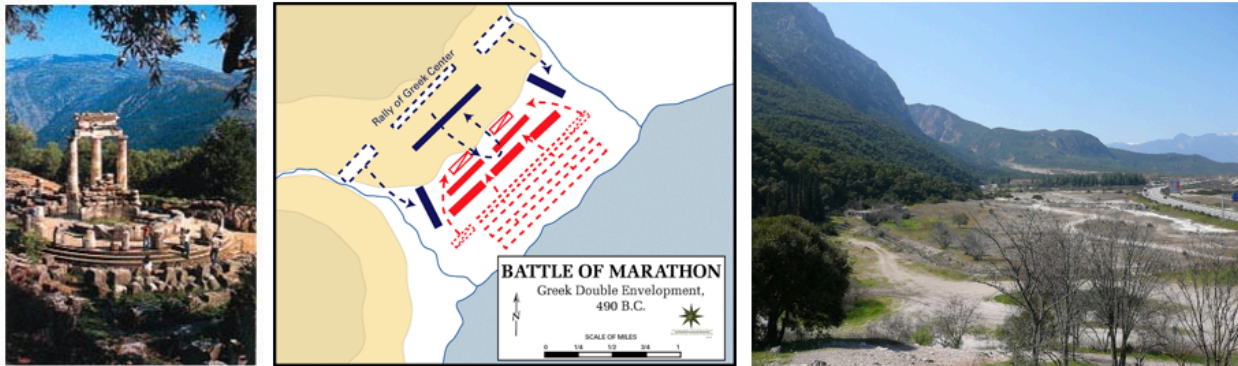 Rally of Greek Center
BATTLE OF MARATHON
Greek Double Envelopment,
490 B.C.
N
SCALE OF MILES
0 1/4 1/2 3/4 1